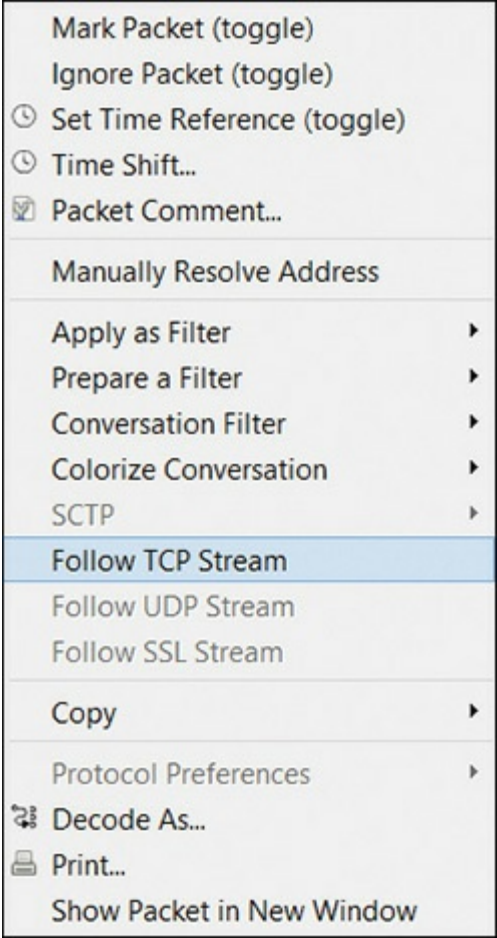 Mark Packet (toggle)
Ignore Packet (toggle)
Set Time Reference (toggle)
Time Shift...
Packet Comment...
Manually Resolve Address
Apply as Filter
Prepare a Filter
Conversation Filter
Colorize Conversation
SCTP
Follow TCP Stream
Follow UDP Stream
Follow SSL Stream
Copy
Protocol Preferences
Decode As...
Print...
Show Packet in New Window